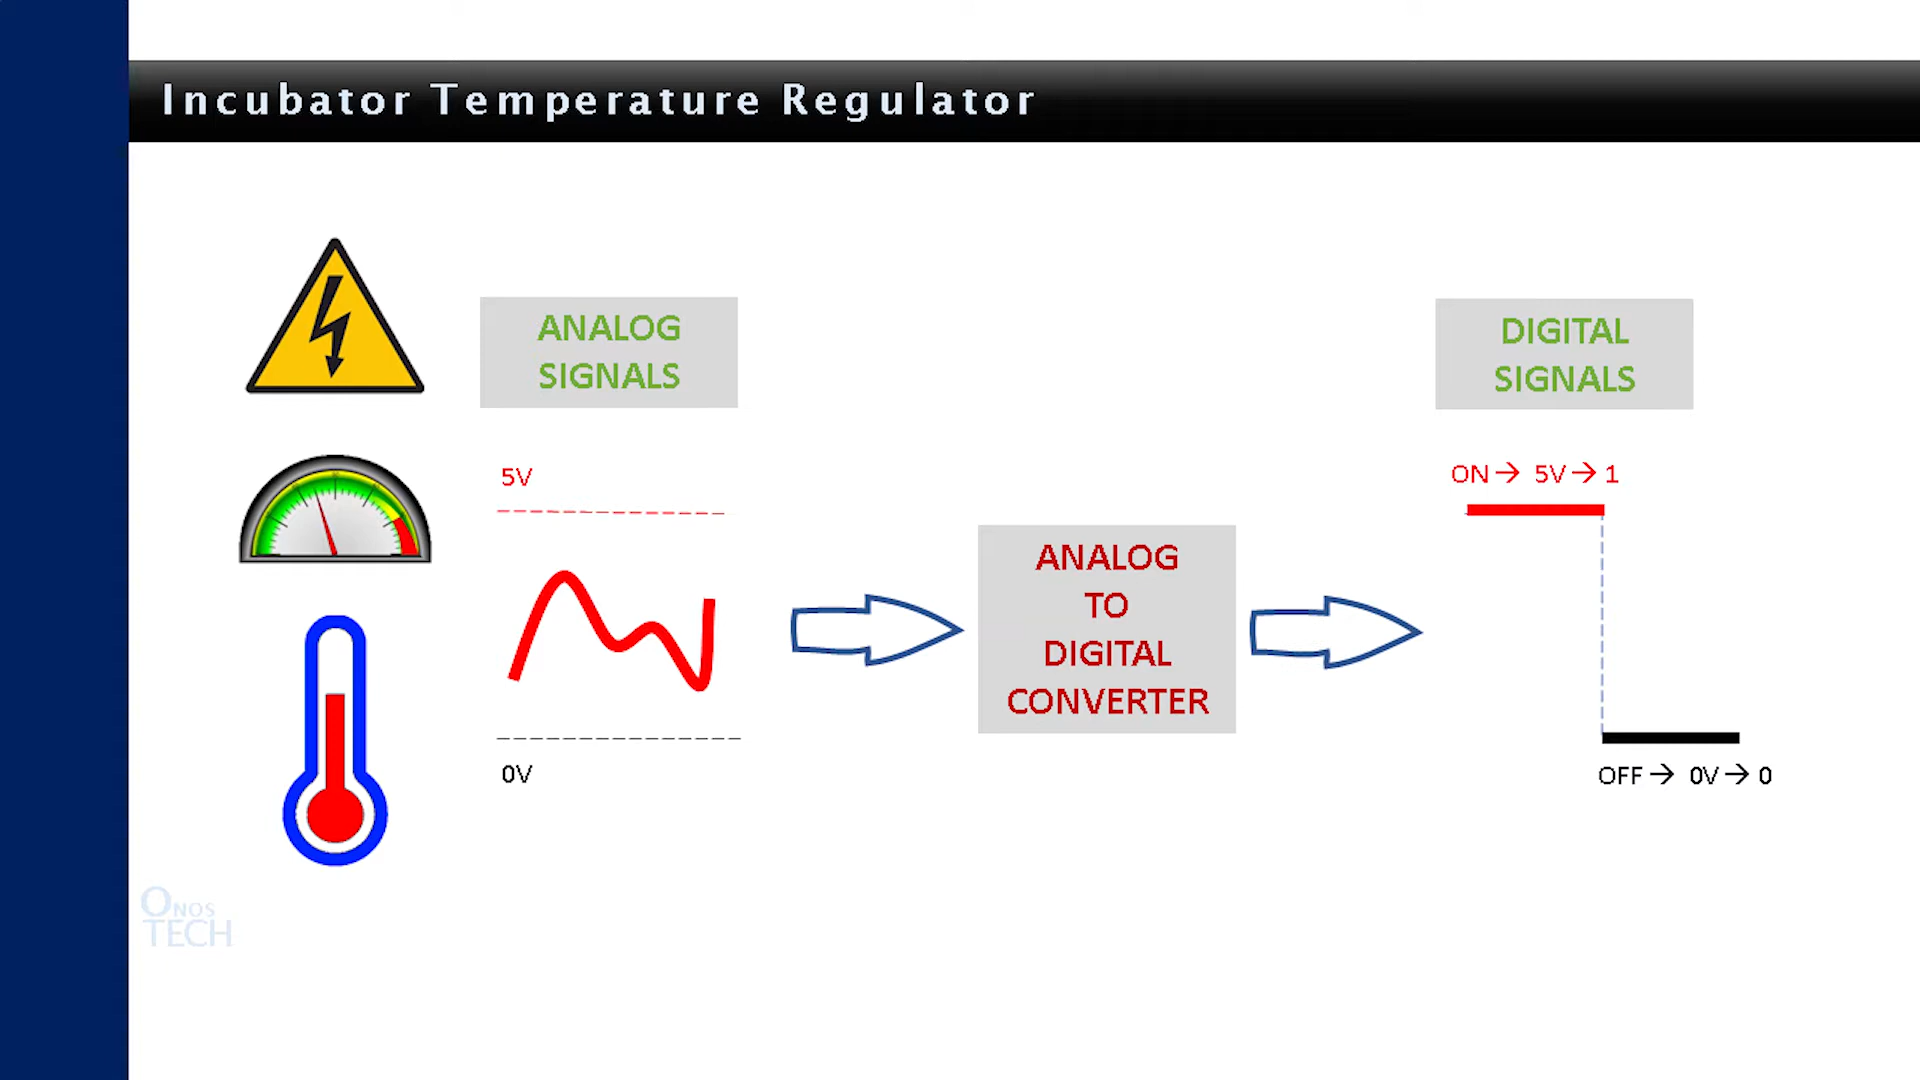 Incubator Temperature Regulator
ANALOG
SIGNALS
5V
0V
ANALOG
TO
DIGITAL
CONVERTER
DIGITAL
SIGNALS
ON→ 5V→1
OFF→ 0V→0
ONOS
TECH